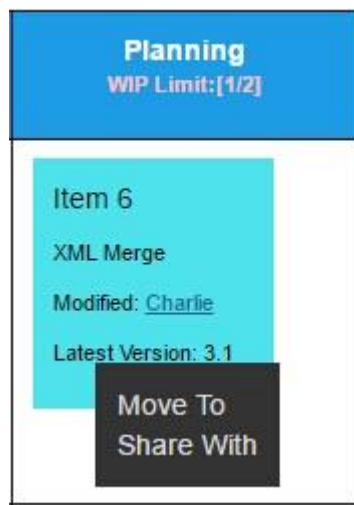 Planning
WIP Limit:[1/2]
Item 6
XML Merge
Modified: Charlie
Latest Version: 3.1
Move To
Share With